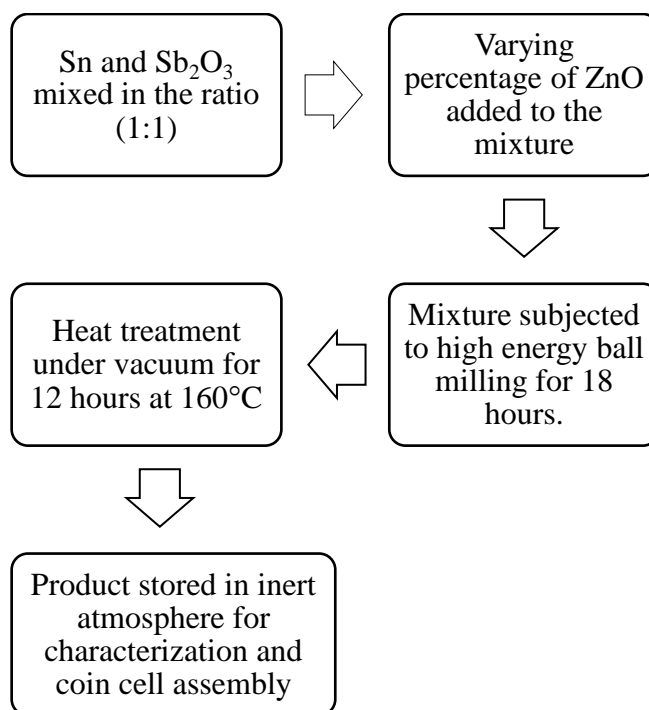 Sn and Sb₂O₃
mixed in the ratio
(1:1)
Varying
percentage of ZnO
added to the
mixture
Mixture subjected
to high energy ball
milling for 18
hours.
Heat treatment
under vacuum for
12 hours at 160°C
Product stored in inert
atmosphere for
characterization and
coin cell assembly